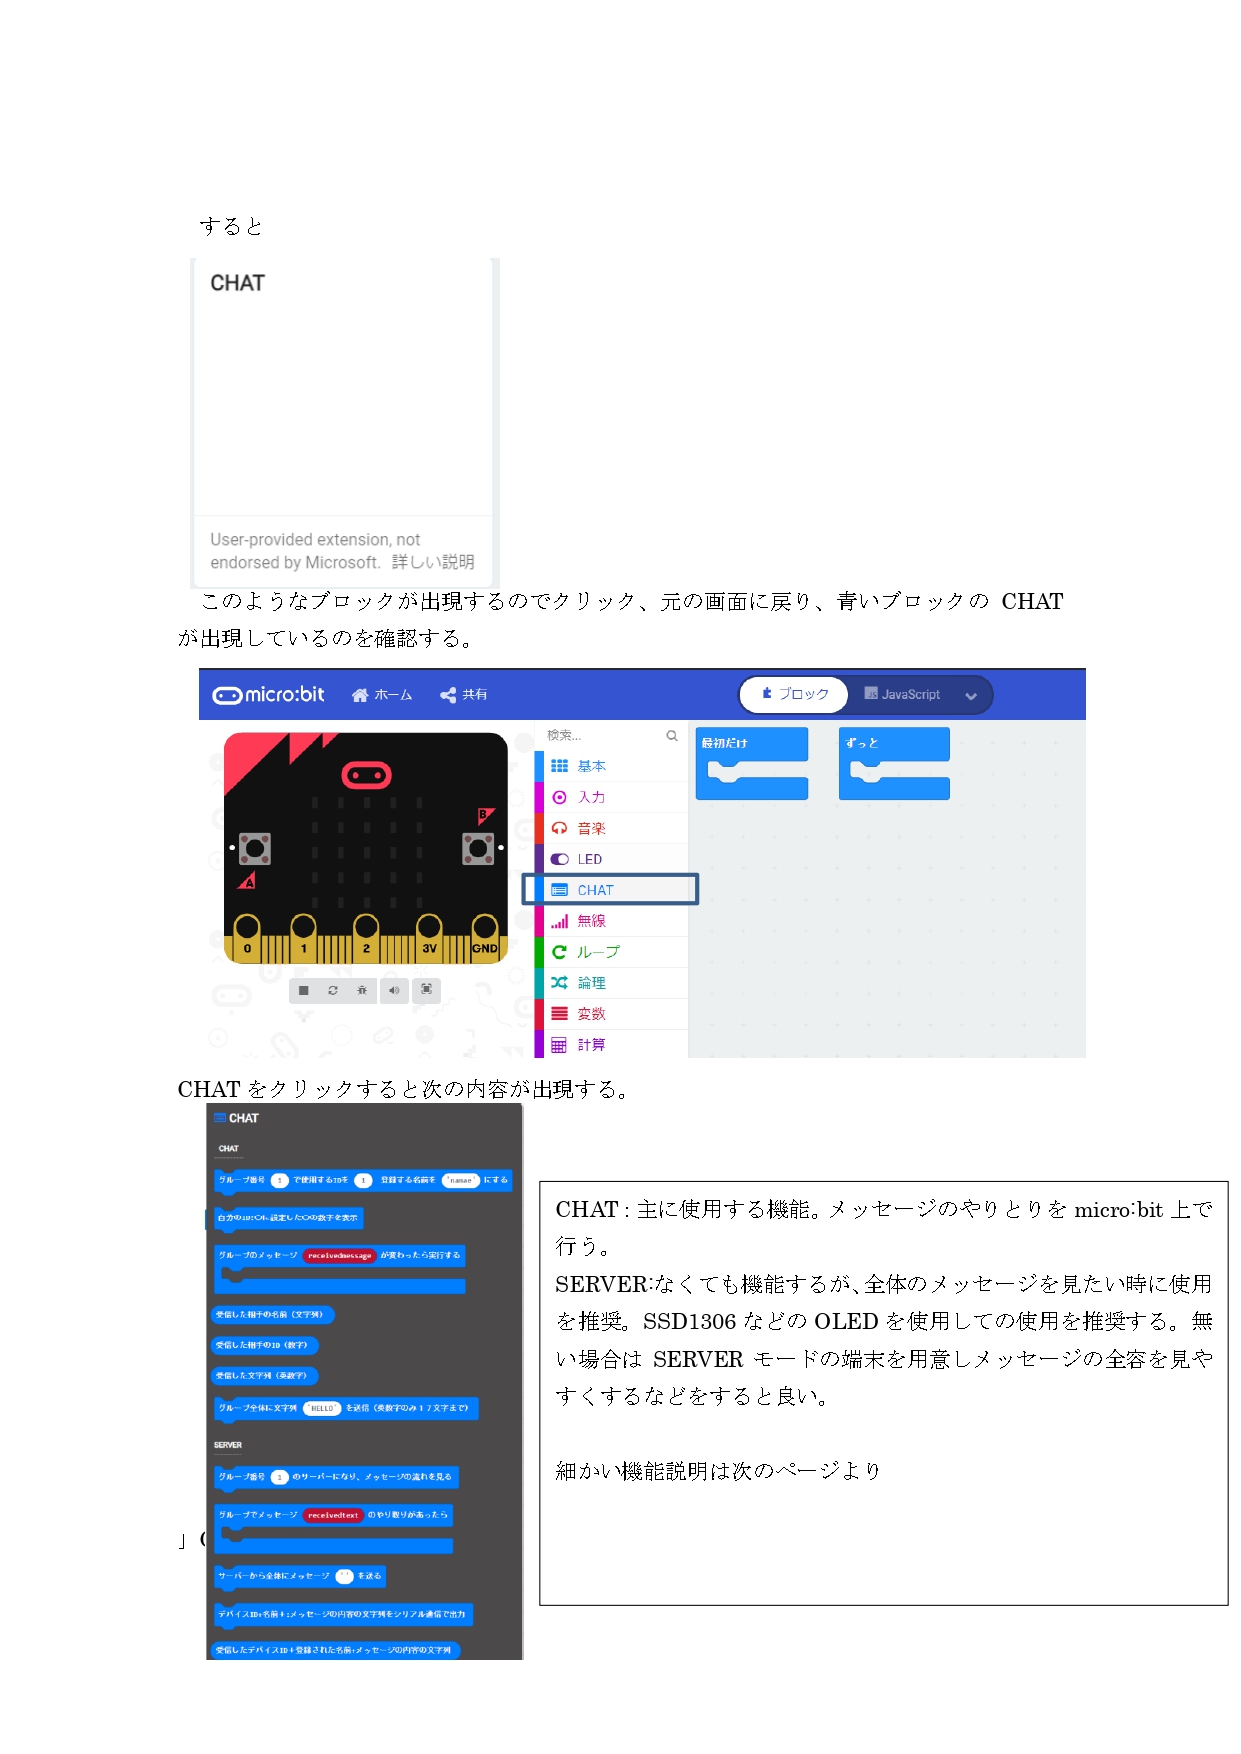 すると
CHAT
User-provided extension, not
endorsed by Microsoft. 詳しい説明
このようなブロックが出現するのでクリック、元の画面に戻り、青いブロックの CHAT
が出現しているのを確認する。
micro:bit ホーム 共有 ブロック JavaScript
検索...
基本
入力
音楽
LED
CHAT
無線
ループ
論理
変数
計算
最初だけ ずっと
A
B
0 1 2 3V GND
CHATをクリックすると次の内容が出現する。
CHAT
CHAT
グループ番号 1 で使用するIDを 1 登録する名前を "namae" にする
自分のID:〇に設定した〇の数字を表示
グループのメッセージ receivedmessage が変わったら実行する
受信した相手の名前（文字列）
受信した相手のID（数字）
受信した文字列（英数字）
グループ全体に文字列 "HELLO" を送信（英数字のみ１７文字まで）
SERVER
グループ番号 1 のサーバーになり、メッセージの流れを見る
グループでメッセージ receivedtext のやり取りがあったら
サーバーから全体にメッセージ "" を送る
デバイスID+名前+:メッセージの内容の文字列をシリアル通信で出力
受信したデバイスID+登録された名前+メッセージの内容の文字列
」
CHAT：主に使用する機能。メッセージのやりとりを micro:bit 上で
行う。
SERVER:なくても機能するが、全体のメッセージを見たい時に使用
を推奨。SSD1306 などの OLED を使用しての使用を推奨する。無
い場合は SERVER モードの端末を用意しメッセージの全容を見や
すくするなどをすると良い。
細かい機能説明は次のページより